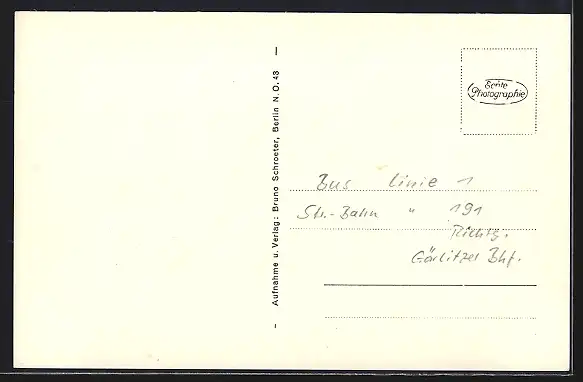 Echte
Photographie
Aufnahme u. Verlag: Bruno Schroeter, Berlin N.O. 43
Bus Linie 1
Str.-Bahn " 191
Richtg.
Görlitzer Bhf.